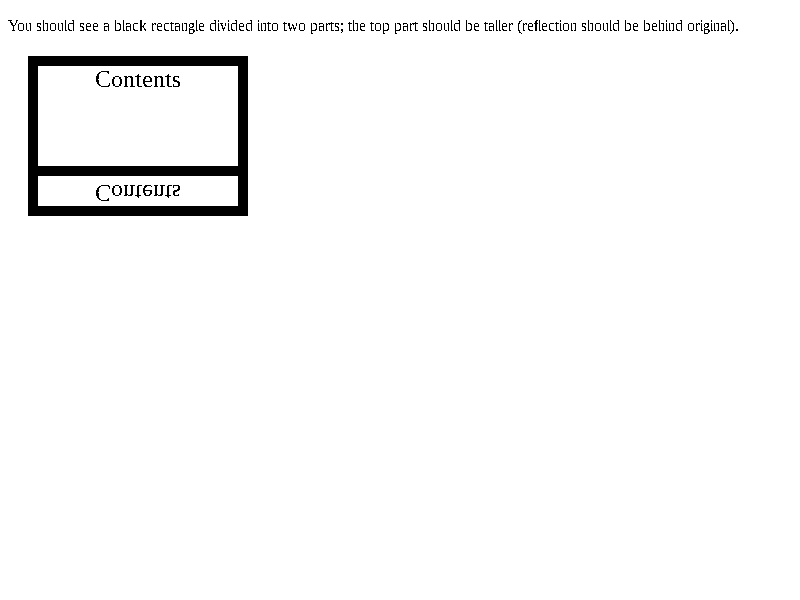 You should see a black rectangle divided into two parts; the top part should be taller (reflection should be behind original).
Contents
Contents